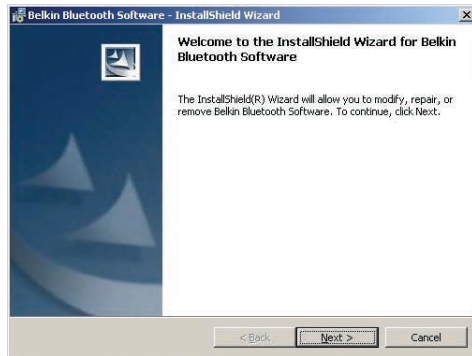 Belkin Bluetooth Software - InstallShield Wizard
Welcome to the InstallShield Wizard for Belkin
Bluetooth Software
The InstallShield(R) Wizard will allow you to modify, repair, or
remove Belkin Bluetooth Software. To continue, click Next.
< Back
Next >
Cancel